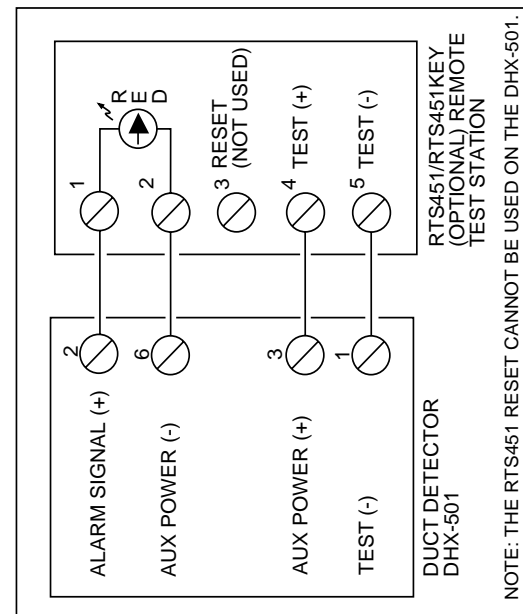 1
R
E
D
2
RESET
(NOT USED)
3
4
TEST (+)
5
TEST (-)
RTS451/RTS451KEY
(OPTIONAL) REMOTE
TEST STATION
2
ALARM SIGNAL (+)
6
AUX POWER (-)
3
AUX POWER (+)
1
TEST (-)
DUCT DETECTOR
DHX-501
NOTE: THE RTS451 RESET CANNOT BE USED ON THE DHX-501.